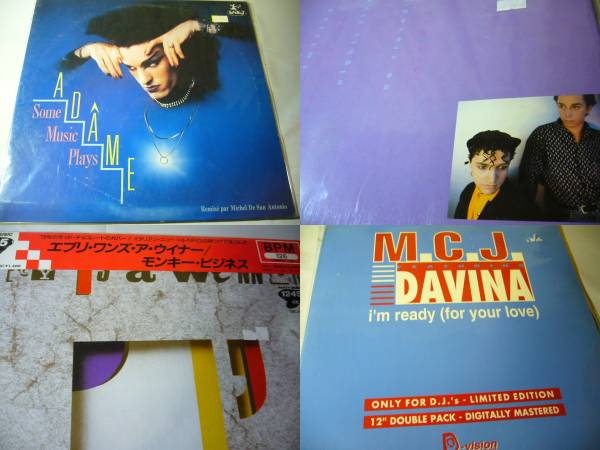 ADÂME
Some
Music
Plays
Remixé par Michel De San Antonio
エブリ・ワンズ・ア・ウイナー/
モンキー・ビジネス
BPM
126
M.C.J.
FEATURING
DAVINA
i'm ready (for your love)
ONLY FOR D.J.'s - LIMITED EDITION
12" DOUBLE PACK - DIGITALLY MASTERED
D-vision